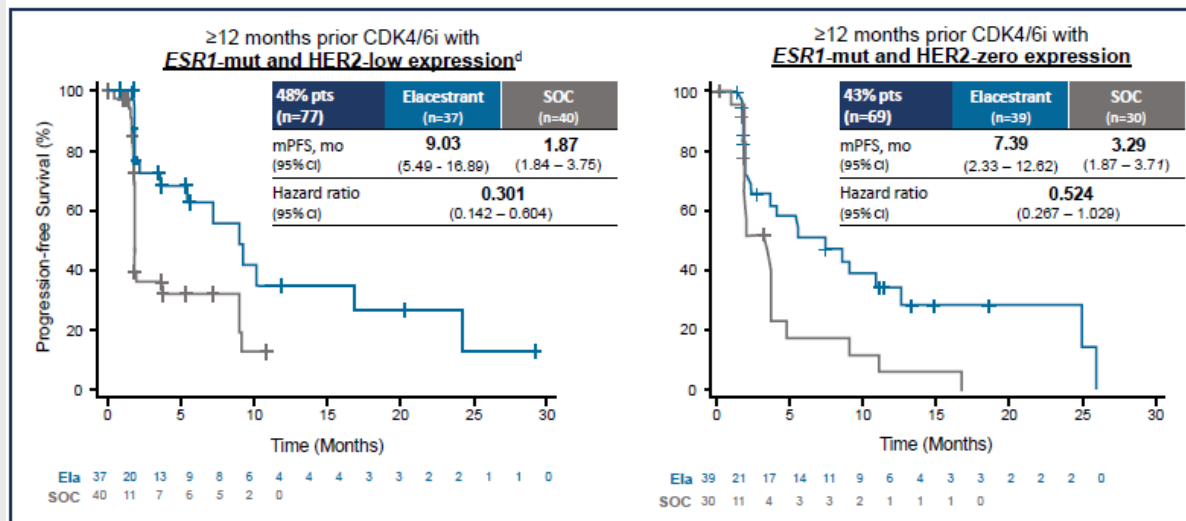 ≥12 months prior CDK4/6i with
ESR1-mut and HER2-low expressionᵈ
48% pts
(n=77)
Elacestrant
(n=37)
SOC
(n=40)
mPFS, mo
(95% CI)
9.03
(5.49 - 16.89)
1.87
(1.84 – 3.75)
Hazard ratio
(95% CI)
0.301
(0.142 – 0.604)
Progression-free Survival (%)
100
80
60
40
20
0
0 5 10 15 20 25 30
Time (Months)
Ela 37 20 13 9 8 6 4 4 4 3 3 2 2 1 1 0
SOC 40 11 7 6 5 2 0
≥12 months prior CDK4/6i with
ESR1-mut and HER2-zero expression
43% pts
(n=69)
Elacestrant
(n=39)
SOC
(n=30)
mPFS, mo
(95% CI)
7.39
(2.33 – 12.62)
3.29
(1.87 – 3.71)
Hazard ratio
(95% CI)
0.524
(0.267 – 1.029)
100
80
60
40
20
0
0 5 10 15 20 25 30
Time (Months)
Ela 39 21 17 14 11 9 6 4 3 3 2 2 2 0
SOC 30 11 4 3 3 2 1 1 1 0